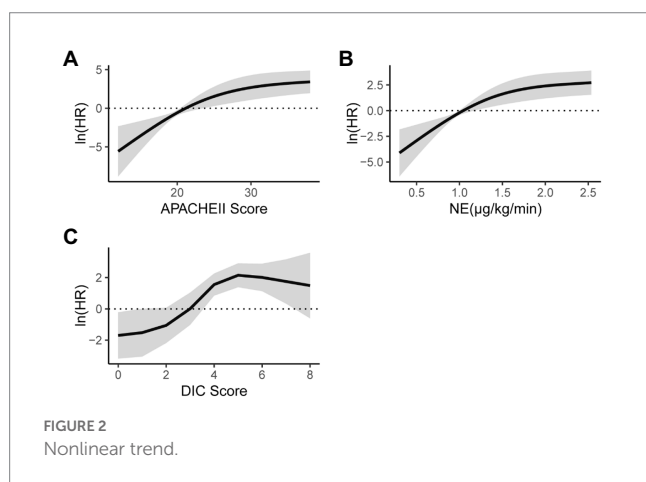 A
B
5
0
−5
ln(HR)
20
30
APACHEII Score
2.5
0.0
−2.5
−5.0
ln(HR)
0.5
1.0
1.5
2.0
2.5
NE(μg/kg/min)
C
2
0
−2
ln(HR)
0
2
4
6
8
DIC Score
FIGURE 2
Nonlinear trend.